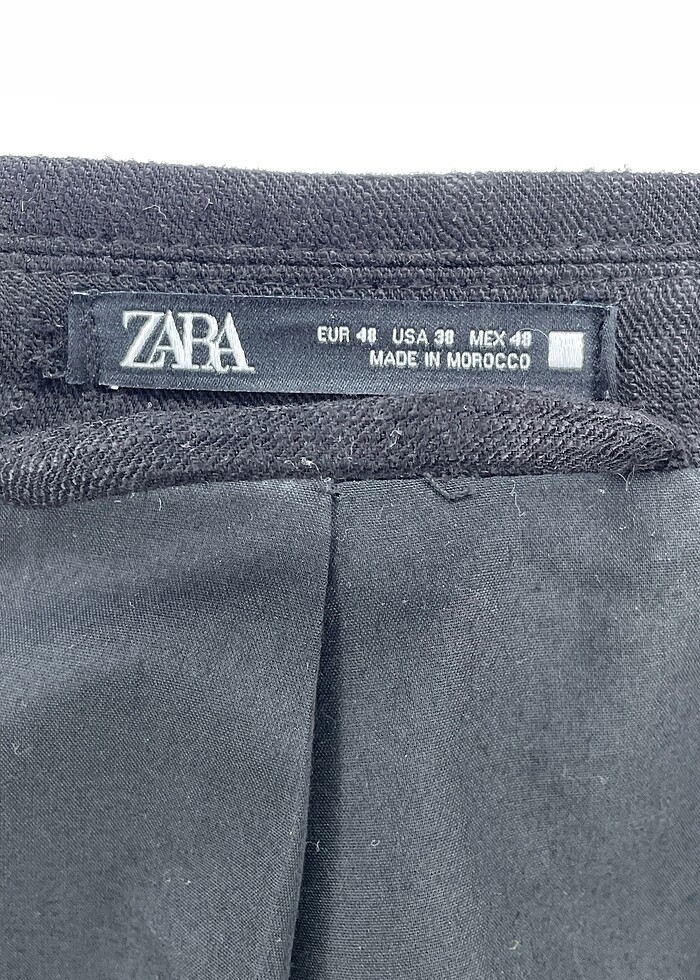 ZARA
EUR 48 USA 38 MEX 48
MADE IN MOROCCO